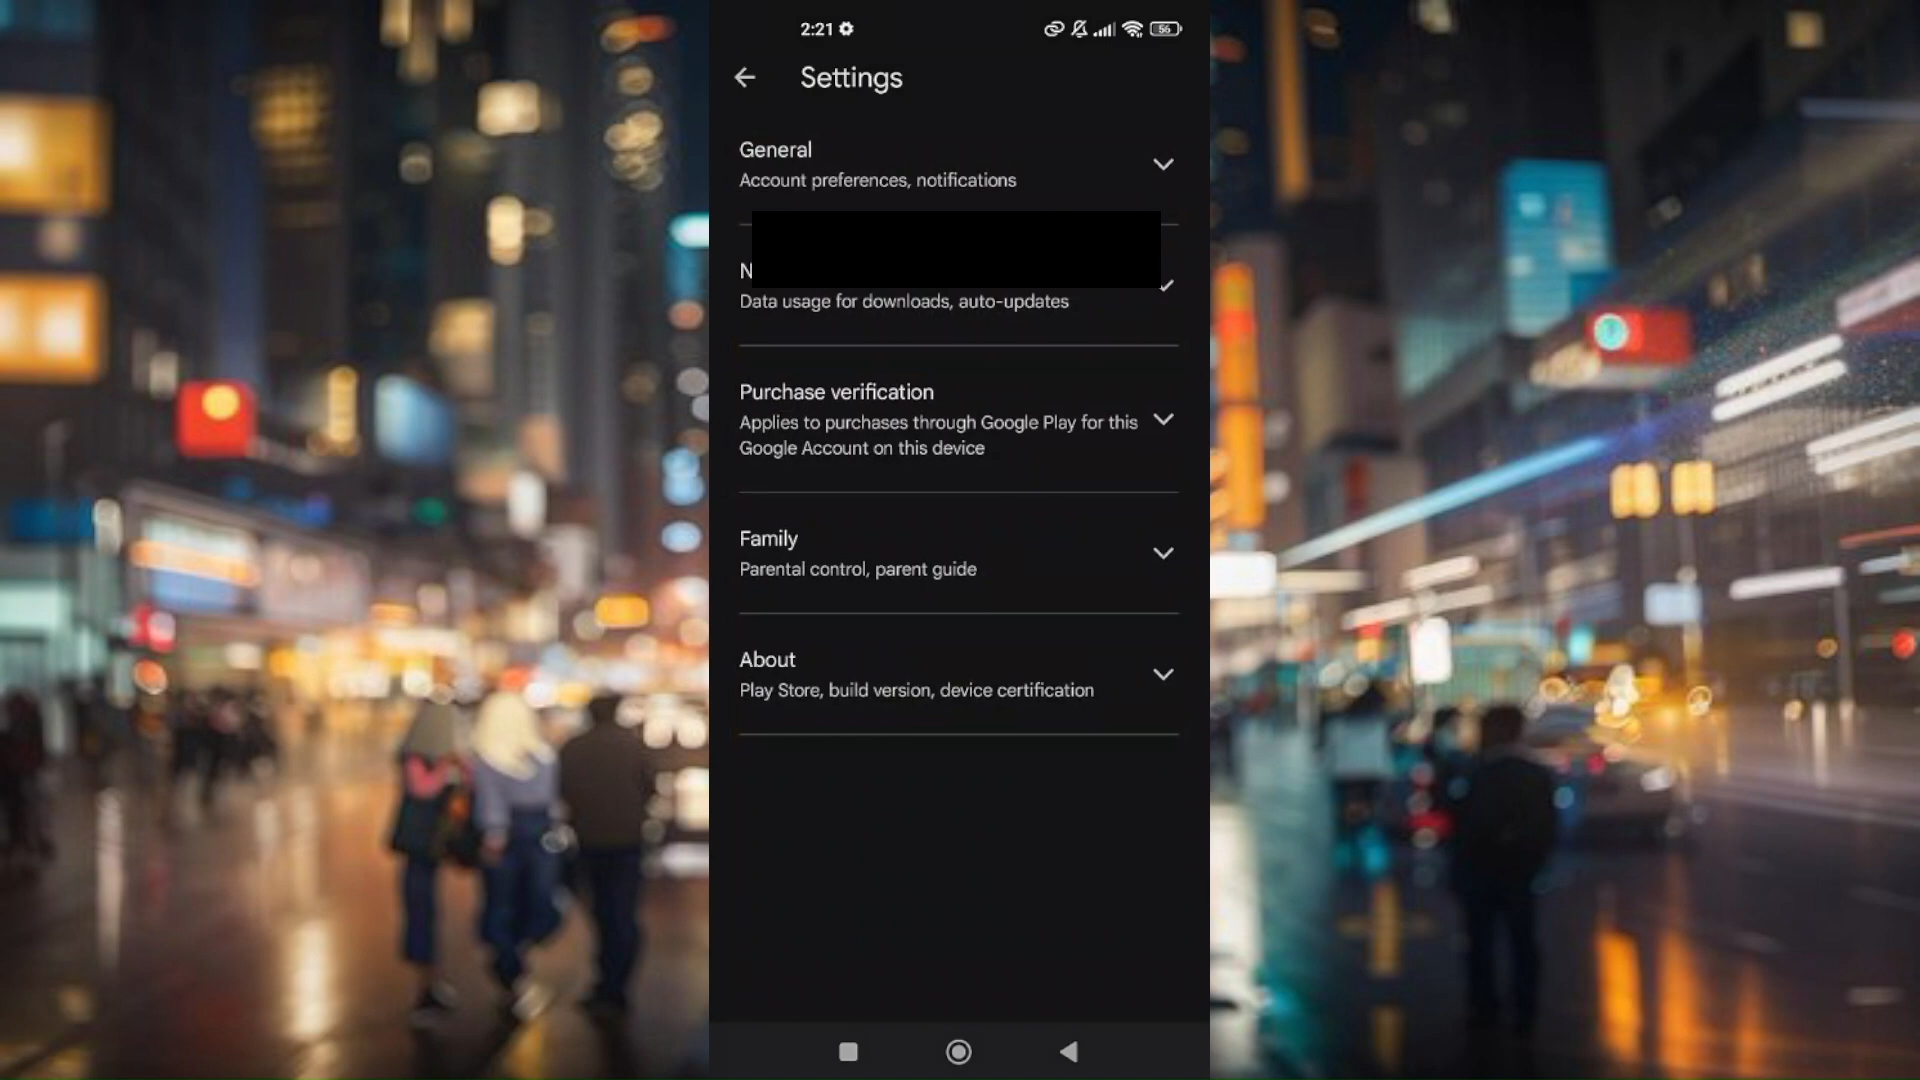 2:21
56
Settings
General
Account preferences, notifications
N
Data usage for downloads, auto-updates
Purchase verification
Applies to purchases through Google Play for this
Google Account on this device
Family
Parental control, parent guide
About
Play Store, build version, device certification